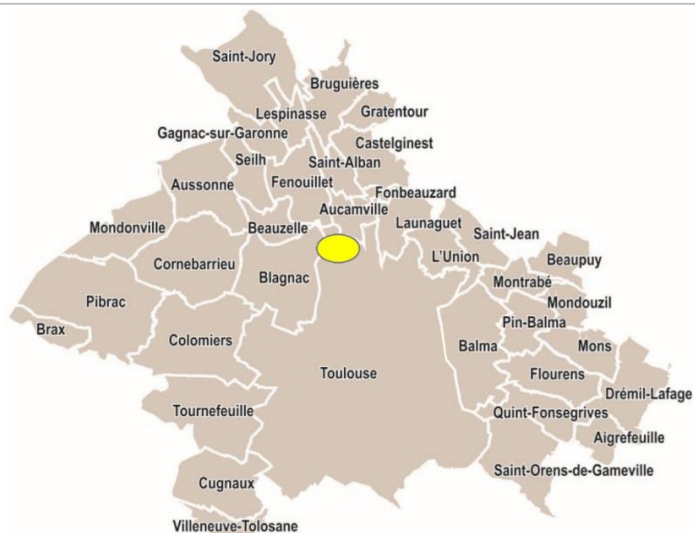 Saint-Jory
Bruguières
Lespinasse
Gratentour
Gagnac-sur-Garonne
Castelginest
Seilh
Saint-Alban
Aussonne
Fenouillet
Fonbeauzard
Aucamville
Mondonville
Beauzelle
Launaguet
Saint-Jean
Cornebarrieu
L'Union
Beaupuy
Blagnac
Montrabé
Pibrac
Mondouzil
Brax
Pin-Balma
Colomiers
Balma
Mons
Toulouse
Flourens
Drémil-Lafage
Tournefeuille
Quint-Fonsegrives
Aigrefeuille
Saint-Orens-de-Gameville
Cugnaux
Villeneuve-Tolosane